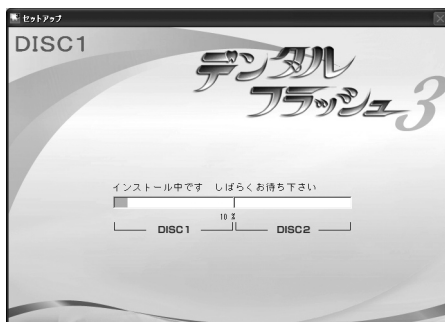 セットアップ
DISC1
デンタル
フラッシュ3
インストール中です　しばらくお待ち下さい
10 %
DISC1 DISC2